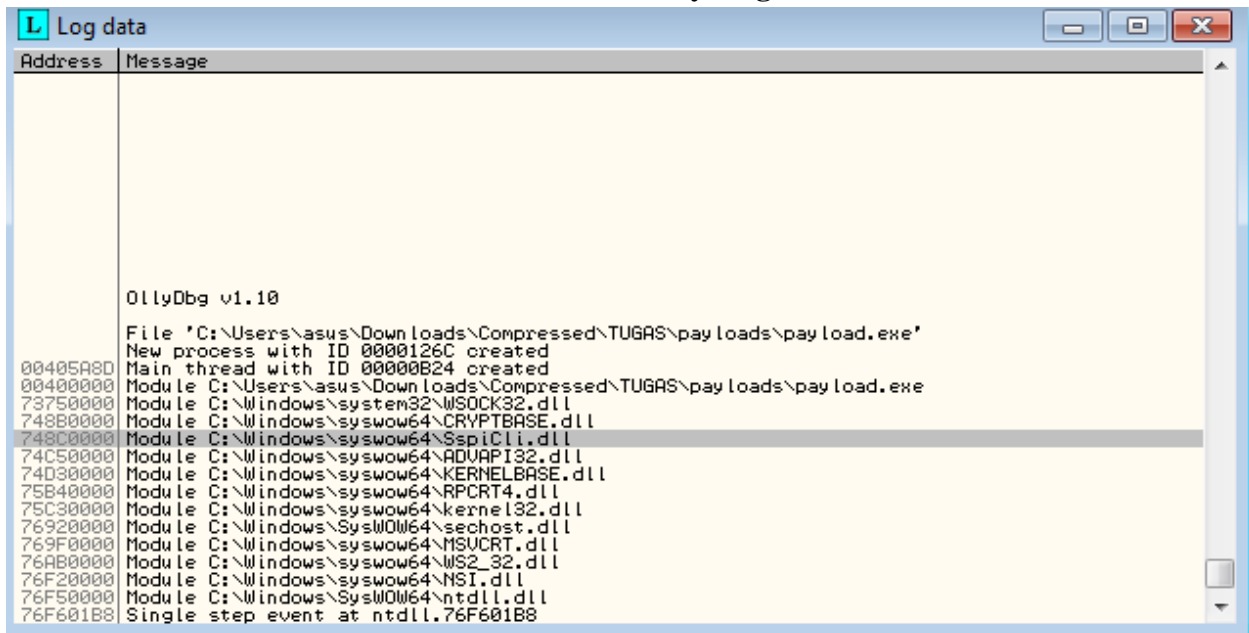 L Log data
Address Message
OllyDbg v1.10
File 'C:\Users\asus\Downloads\Compressed\TUGAS\payloads\payload.exe'
New process with ID 0000126C created
00405A8D Main thread with ID 00000B24 created
00400000 Module C:\Users\asus\Downloads\Compressed\TUGAS\payloads\payload.exe
73750000 Module C:\Windows\system32\WSOCK32.dll
748B0000 Module C:\Windows\syswow64\CRYPTBASE.dll
748C0000 Module C:\Windows\syswow64\SspiCli.dll
74C50000 Module C:\Windows\syswow64\ADVAPI32.dll
74D30000 Module C:\Windows\syswow64\KERNELBASE.dll
75B40000 Module C:\Windows\syswow64\RPCRT4.dll
75C30000 Module C:\Windows\syswow64\kernel32.dll
76920000 Module C:\Windows\SysWOW64\sechost.dll
769F0000 Module C:\Windows\syswow64\MSVCRT.dll
76AB0000 Module C:\Windows\syswow64\WS2_32.dll
76F20000 Module C:\Windows\syswow64\NSI.dll
76F50000 Module C:\Windows\SysWOW64\ntdll.dll
76F601B8 Single step event at ntdll.76F601B8